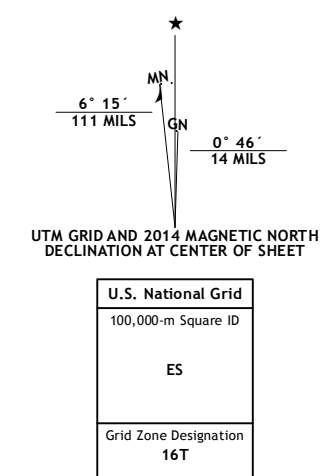 ★
MN.
6° 15´
111 MILS
GN
0° 46´
14 MILS
UTM GRID AND 2014 MAGNETIC NORTH
DECLINATION AT CENTER OF SHEET
U.S. National Grid
100,000-m Square ID
ES
Grid Zone Designation
16T